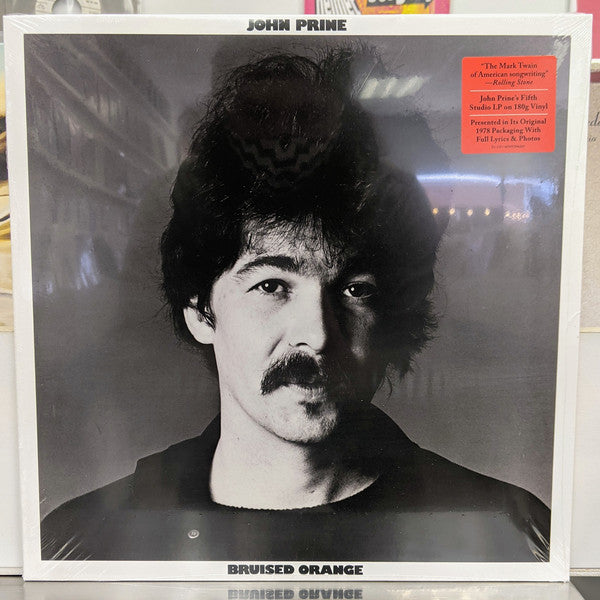 JOHN PRINE
"The Mark Twain
of American songwriting"
—Rolling Stone
John Prine's Fifth
Studio LP on 180g Vinyl
Presented in Its Original
1978 Packaging With
Full Lyrics & Photos
BRUISED ORANGE